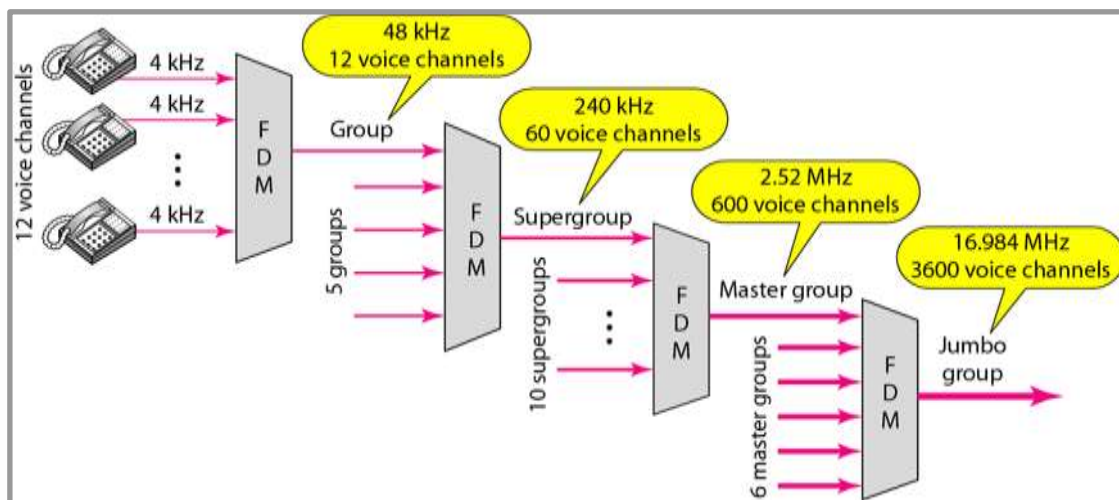 12 voice channels
4 kHz
4 kHz
4 kHz
F
D
M
48 kHz
12 voice channels
Group
5 groups
F
D
M
240 kHz
60 voice channels
Supergroup
10 supergroups
F
D
M
2.52 MHz
600 voice channels
Master group
6 master groups
F
D
M
16.984 MHz
3600 voice channels
Jumbo
group